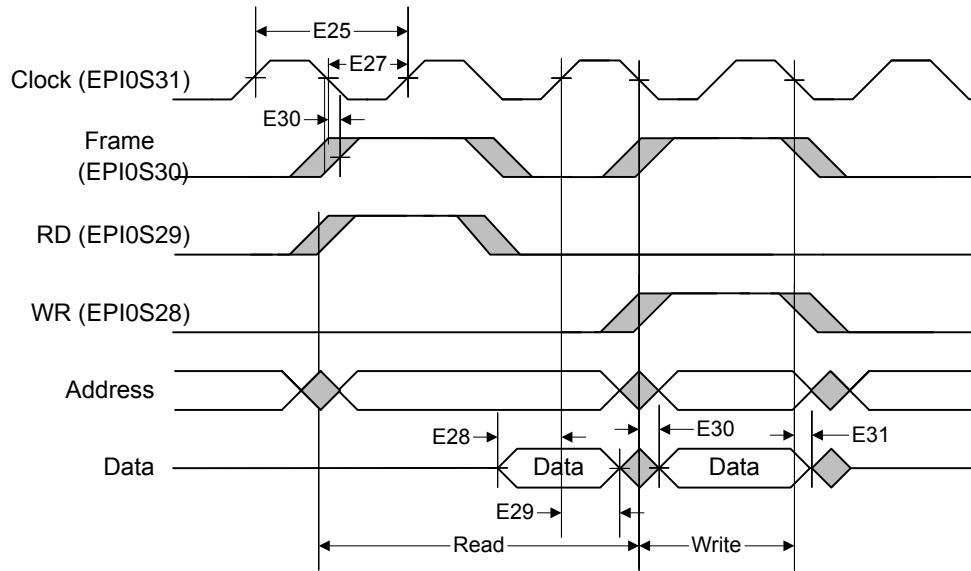 E25
Clock (EPI0S31)
E27
E30
Frame
(EPI0S30)
RD (EPI0S29)
WR (EPI0S28)
Address
E28
E30
E31
Data
Data
Data
E29
Read
Write